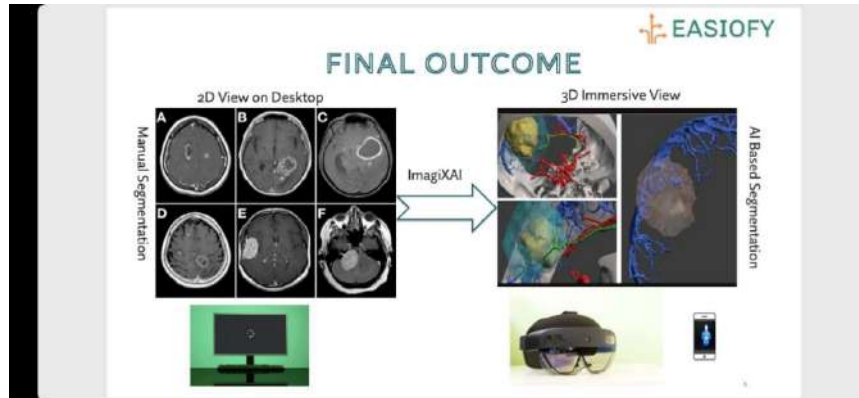 EASIOFY
FINAL OUTCOME
2D View on Desktop
3D Immersive View
Manual Segmentation
A
B
C
D
E
F
ImagiXAI
AI Based Segmentation